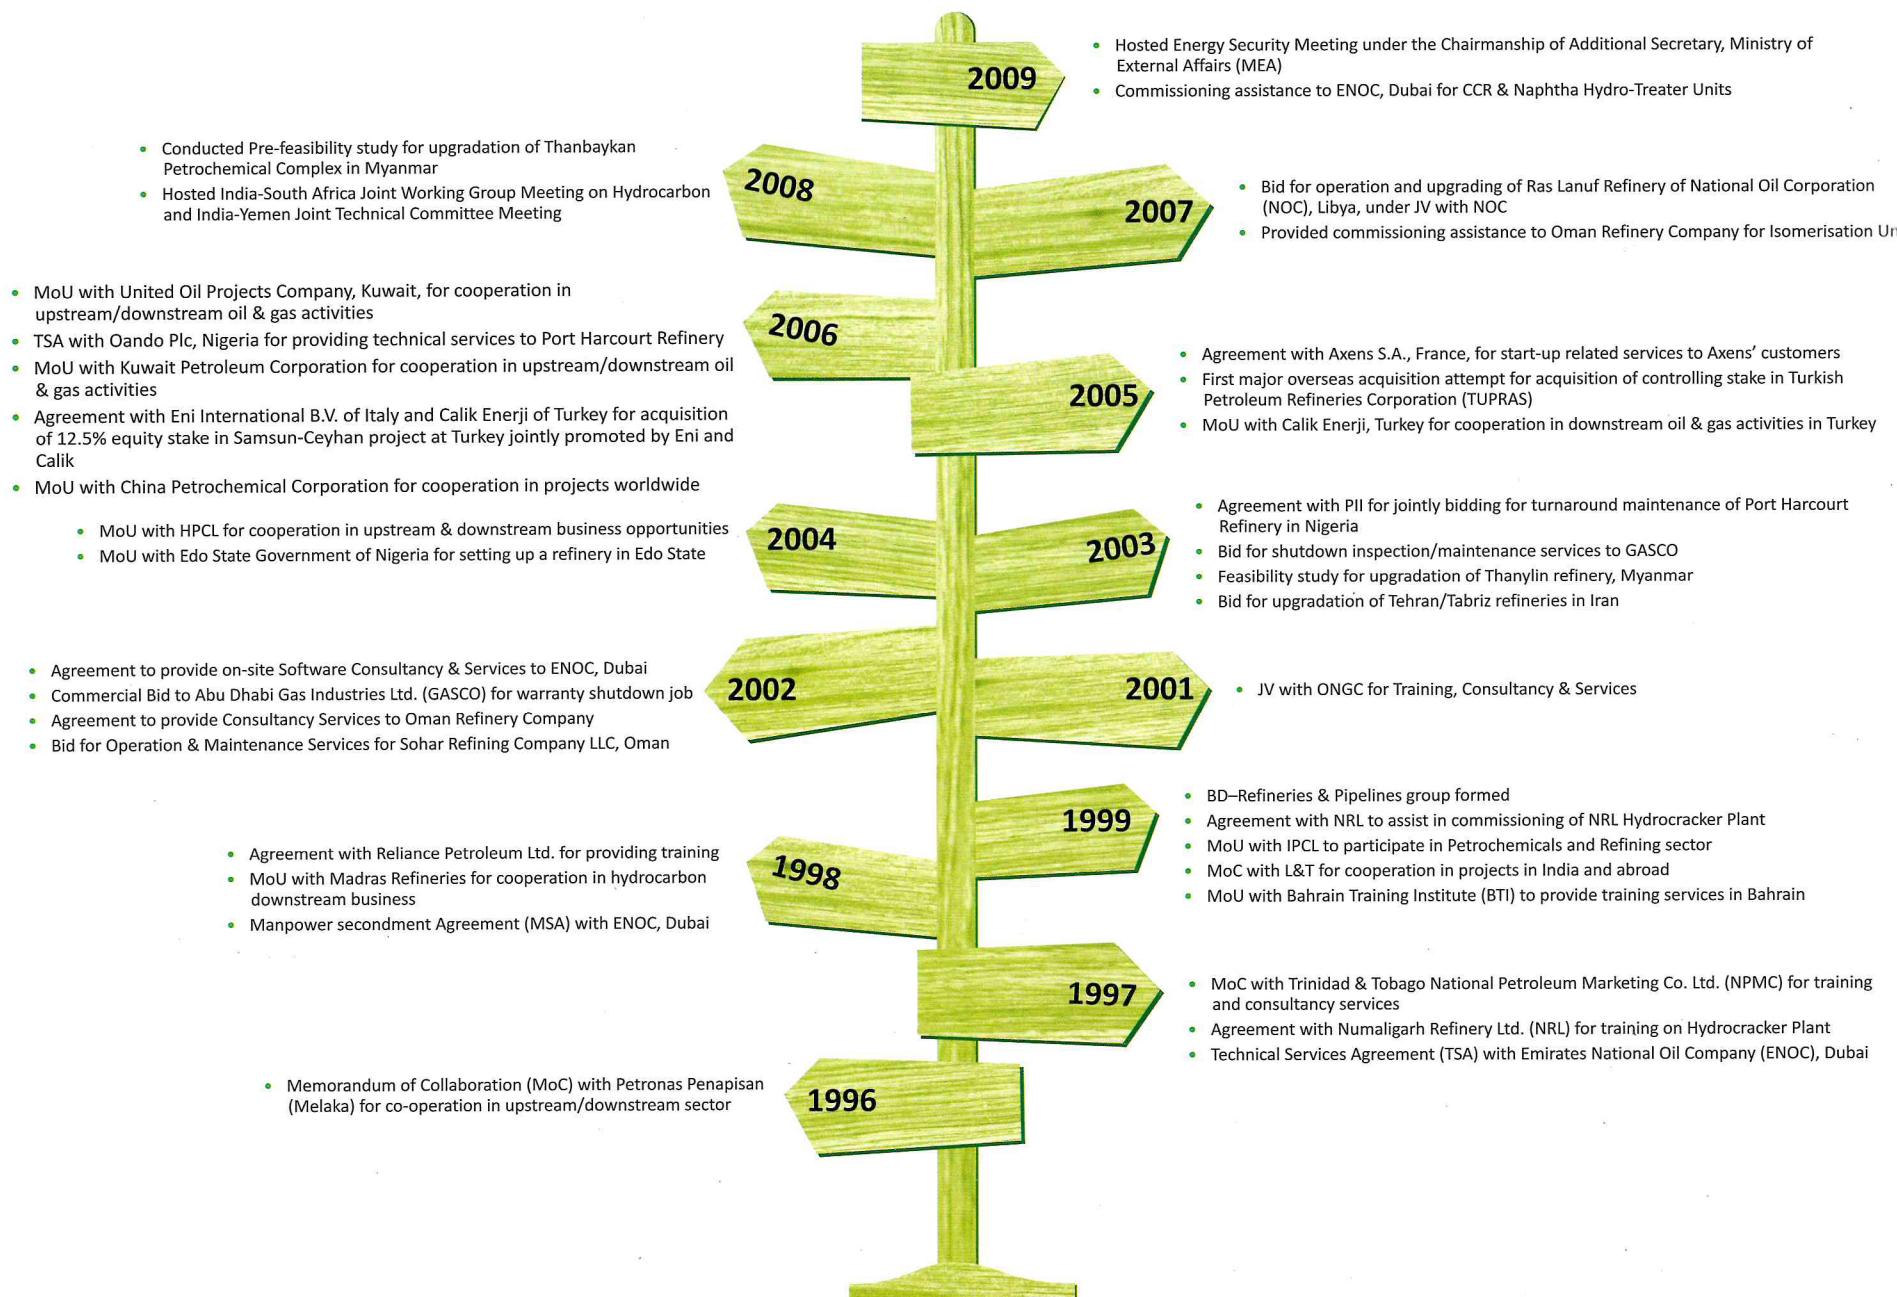 2009
• Hosted Energy Security Meeting under the Chairmanship of Additional Secretary, Ministry of
External Affairs (MEA)
• Commissioning assistance to ENOC, Dubai for CCR & Naphtha Hydro-Treater Units
2008
• Conducted Pre-feasibility study for upgradation of Thanbaykan
Petrochemical Complex in Myanmar
• Hosted India-South Africa Joint Working Group Meeting on Hydrocarbon
and India-Yemen Joint Technical Committee Meeting
2007
• Bid for operation and upgrading of Ras Lanuf Refinery of National Oil Corporation
(NOC), Libya, under JV with NOC
• Provided commissioning assistance to Oman Refinery Company for Isomerisation
2006
• MoU with United Oil Projects Company, Kuwait, for cooperation in
upstream/downstream oil & gas activities
• TSA with Oando Plc, Nigeria for providing technical services to Port Harcourt Refinery
• MoU with Kuwait Petroleum Corporation for cooperation in upstream/downstream oil
& gas activities
• Agreement with Eni International B.V. of Italy and Calik Enerji of Turkey for acquisition
of 12.5% equity stake in Samsun-Ceyhan project at Turkey jointly promoted by Eni and
Calik
• MoU with China Petrochemical Corporation for cooperation in projects worldwide
2005
• Agreement with Axens S.A., France, for start-up related services to Axens' customers
• First major overseas acquisition attempt for acquisition of controlling stake in Turkish
Petroleum Refineries Corporation (TUPRAS)
• MoU with Calik Enerji, Turkey for cooperation in downstream oil & gas activities in Turkey
2004
• MoU with HPCL for cooperation in upstream & downstream business opportunities
• MoU with Edo State Government of Nigeria for setting up a refinery in Edo State
2003
• Agreement with PII for jointly bidding for turnaround maintenance of Port Harcourt
Refinery in Nigeria
• Bid for shutdown inspection/maintenance services to GASCO
• Feasibility study for upgradation of Thanylin refinery, Myanmar
• Bid for upgradation of Tehran/Tabriz refineries in Iran
2002
• Agreement to provide on-site Software Consultancy & Services to ENOC, Dubai
• Commercial Bid to Abu Dhabi Gas Industries Ltd. (GASCO) for warranty shutdown job
• Agreement to provide Consultancy Services to Oman Refinery Company
• Bid for Operation & Maintenance Services for Sohar Refining Company LLC, Oman
2001
• JV with ONGC for Training, Consultancy & Services
1999
• BD–Refineries & Pipelines group formed
• Agreement with NRL to assist in commissioning of NRL Hydrocracker Plant
• MoU with IPCL to participate in Petrochemicals and Refining sector
• MoC with L&T for cooperation in projects in India and abroad
• MoU with Bahrain Training Institute (BTI) to provide training services in Bahrain
1998
• Agreement with Reliance Petroleum Ltd. for providing training
• MoU with Madras Refineries for cooperation in hydrocarbon
downstream business
• Manpower secondment Agreement (MSA) with ENOC, Dubai
1997
• MoC with Trinidad & Tobago National Petroleum Marketing Co. Ltd. (NPMC) for training
and consultancy services
• Agreement with Numaligarh Refinery Ltd. (NRL) for training on Hydrocracker Plant
• Technical Services Agreement (TSA) with Emirates National Oil Company (ENOC), Dubai
1996
• Memorandum of Collaboration (MoC) with Petronas Penapisan
(Melaka) for co-operation in upstream/downstream sector